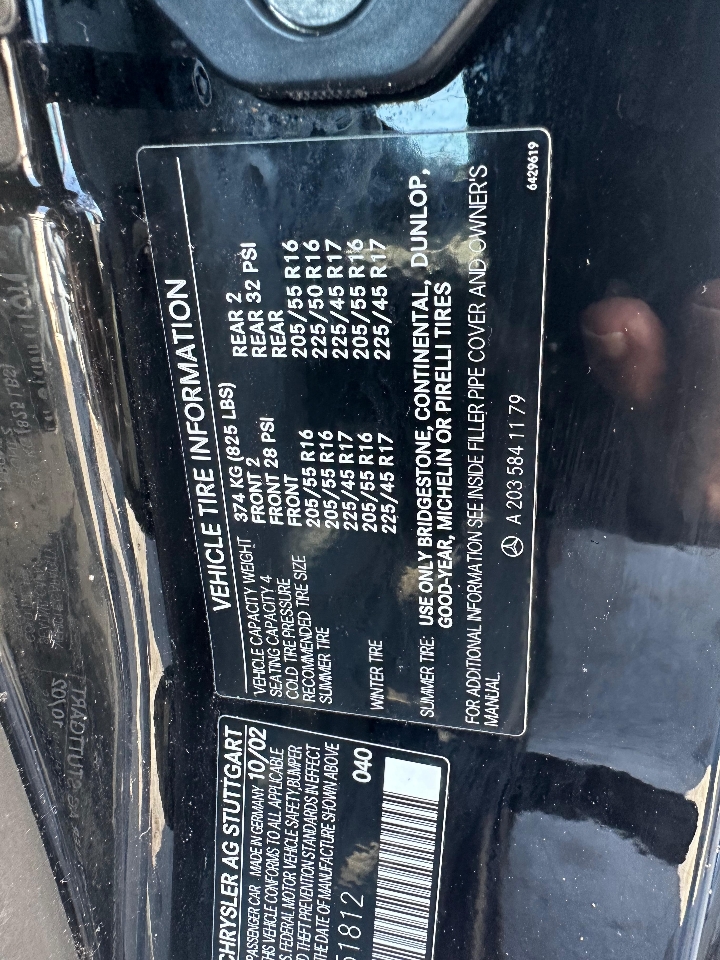 VEHICLE TIRE INFORMATION
VEHICLE CAPACITY WEIGHT 374 KG (825 LBS)
SEATING CAPACITY 4 FRONT 2 REAR 2
COLD TIRE PRESSURE FRONT 28 PSI REAR 32 PSI
RECOMMENDED TIRE SIZE FRONT REAR
SUMMER TIRE 205/55 R16 205/55 R16
205/55 R16 225/50 R16
225/45 R17 225/45 R17
WINTER TIRE 205/55 R16 205/55 R16
225/45 R17 225/45 R17
SUMMER TIRE: USE ONLY BRIDGESTONE, CONTINENTAL, DUNLOP,
GOOD-YEAR, MICHELIN OR PIRELLI TIRES
FOR ADDITIONAL INFORMATION SEE INSIDE FILLER PIPE COVER AND OWNER'S
MANUAL.
A 203 584 11 79
6429619
CHRYSLER AG STUTTGART
PASSENGER CAR MADE IN GERMANY 10/02
THIS VEHICLE CONFORMS TO ALL APPLICABLE
S. FEDERAL MOTOR VEHICLE SAFETY, BUMPER
D THEFT PREVENTION STANDARDS IN EFFECT
THE DATE OF MANUFACTURE SHOWN ABOVE
51812 040